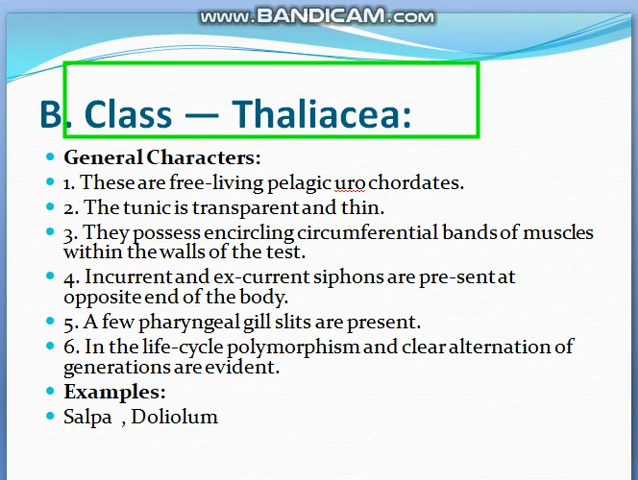 www.BANDICAM.com
B. Class — Thaliacea:
General Characters:
1. These are free-living pelagic uro chordates.
2. The tunic is transparent and thin.
3. They possess encircling circumferential bands of muscles
within the walls of the test.
4. Incurrent and ex-current siphons are pre-sent at
opposite end of the body.
5. A few pharyngeal gill slits are present.
6. In the life-cycle polymorphism and clear alternation of
generations are evident.
Examples:
Salpa , Doliolum